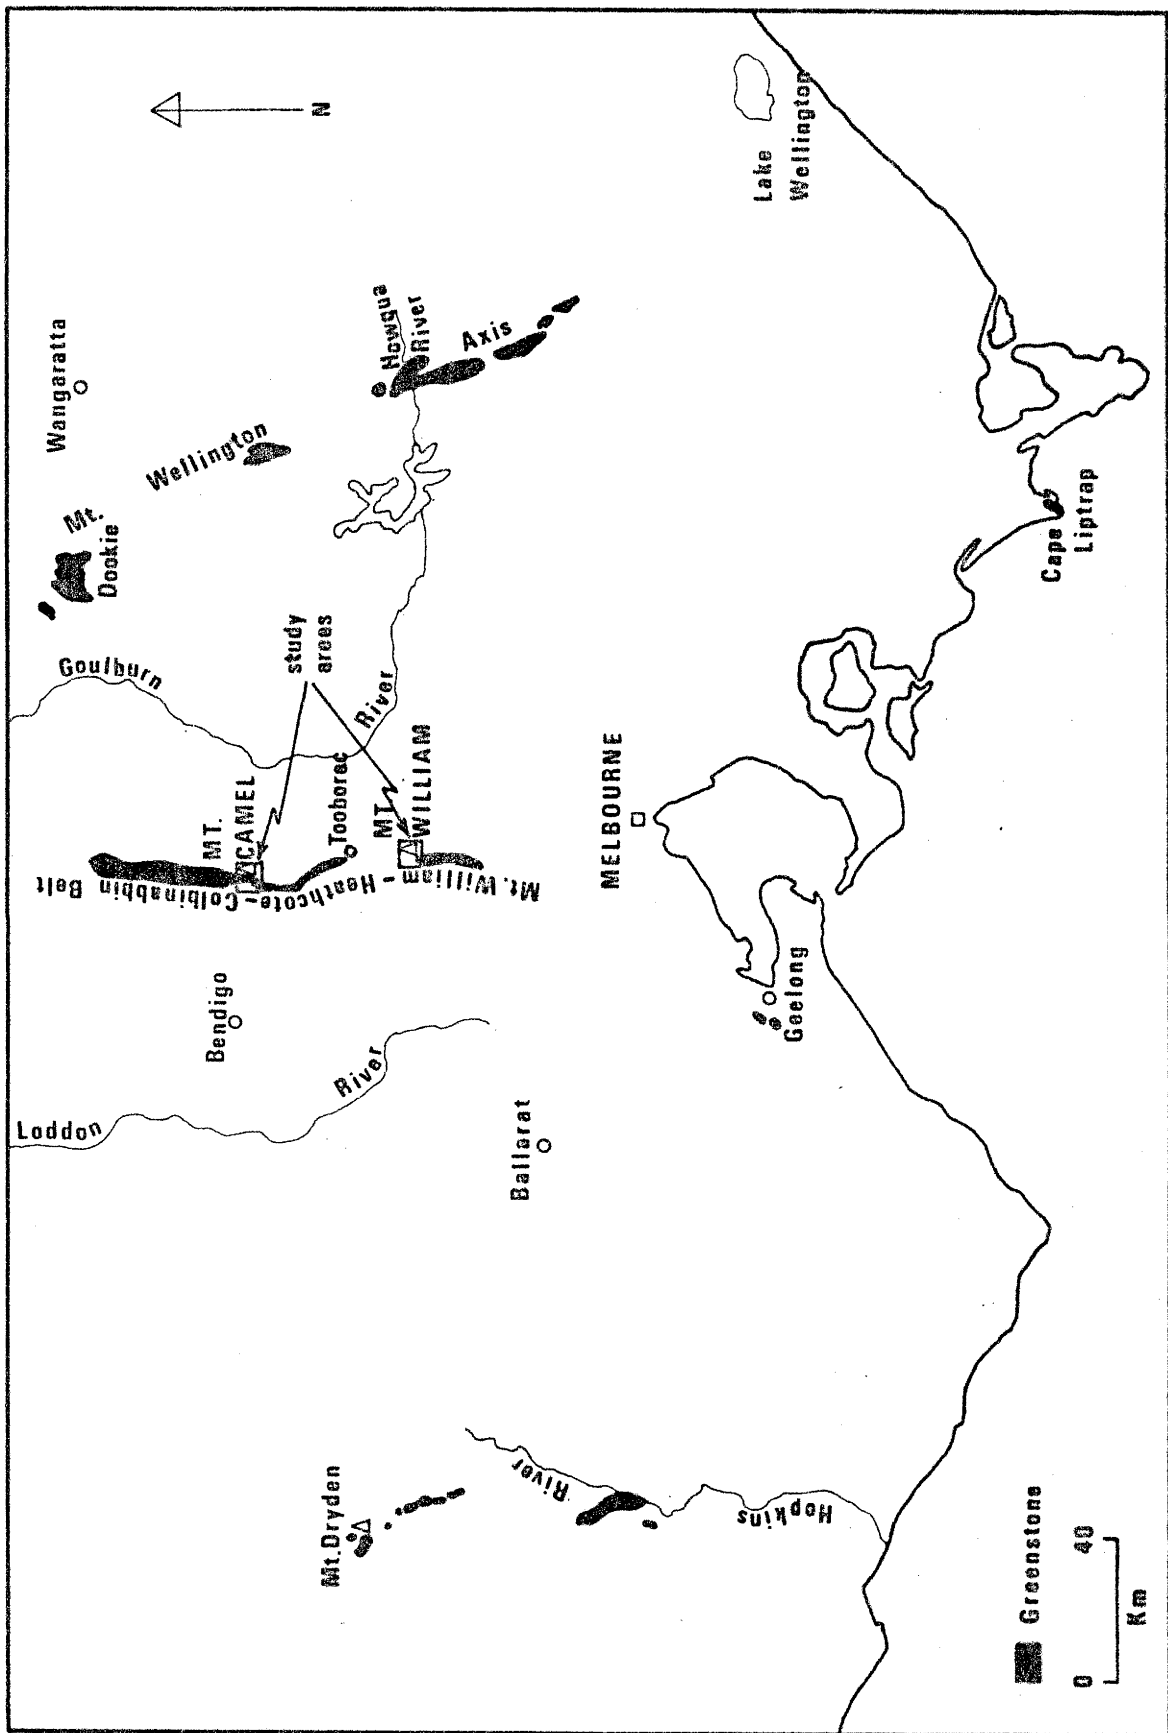 Loddon
River
Bendigo
Mt. William - Heathcote - Colbinabbin Belt
MT.
CAMEL
Goulburn
River
study
areas
Tooborac
MT.
WILLIAM
Dookie
Mt.
Wellington
Axis
Wangaratta
Howqua
River
N
Mt. Dryden
Hopkins
River
Ballarat
MELBOURNE
Geelong
Cape
Liptrap
Lake
Wellington
Greenstone
0 40
Km